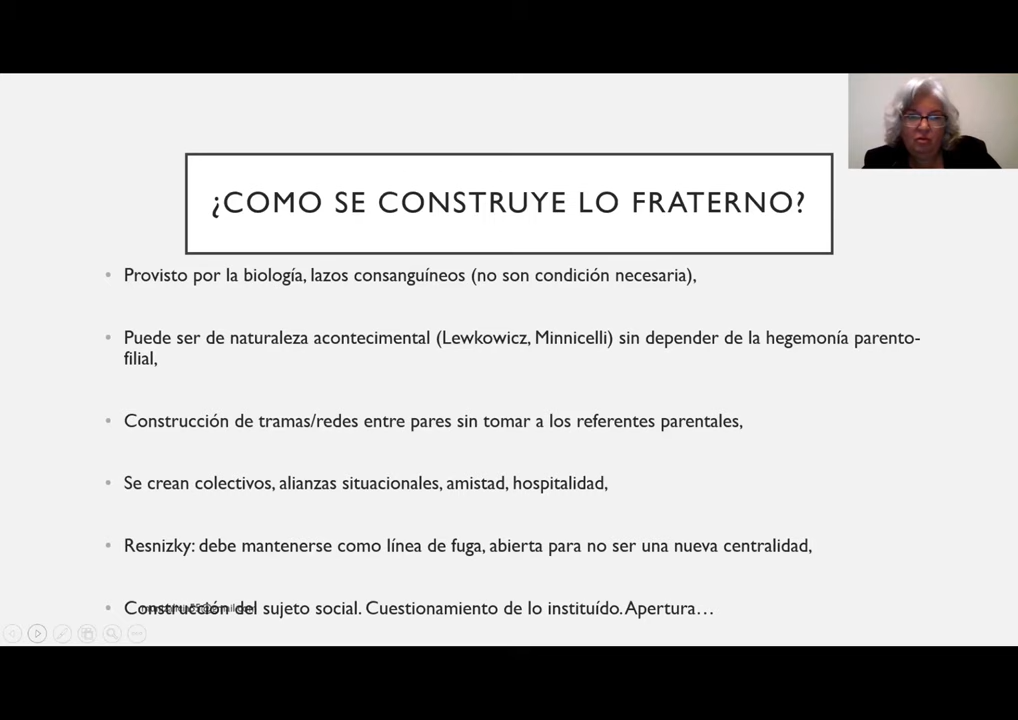 ¿COMO SE CONSTRUYE LO FRATERNO?
• Provisto por la biología, lazos consanguíneos (no son condición necesaria),
• Puede ser de naturaleza acontecimental (Lewkowicz, Minnicelli) sin depender de la hegemonía parento-
filial,
• Construcción de tramas/redes entre pares sin tomar a los referentes parentales,
• Se crean colectivos, alianzas situacionales, amistad, hospitalidad,
• Resnizky: debe mantenerse como línea de fuga, abierta para no ser una nueva centralidad,
• Construcción del sujeto social. Cuestionamiento de lo instituído. Apertura…